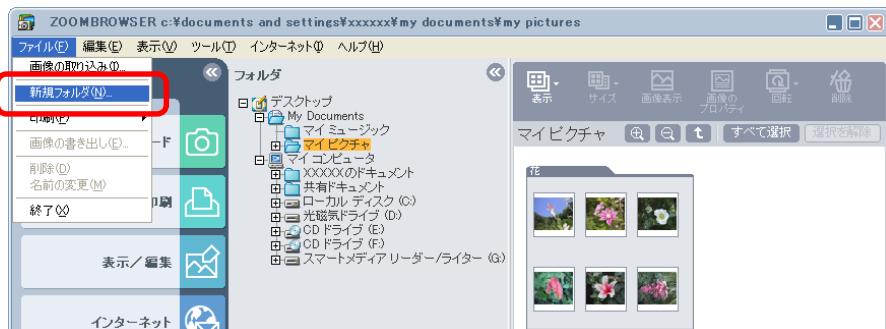 ZOOMBROWSER c:¥documents and settings¥xxxxxx¥my documents¥my pictures
ファイル(F) 編集(E) 表示(V) ツール(T) インターネット(I) ヘルプ(H)
画像の取り込み(I)...
新規フォルダ(N)...
印刷(P)
画像の書き出し(E)...
削除(D)
名前の変更(M)
終了(X)
ード
印刷
表示／編集
インターネット
フォルダ
デスクトップ
My Documents
マイ ミュージック
マイ ピクチャ
マイ コンピュータ
XXXXXのドキュメント
共有ドキュメント
ローカル ディスク (C:)
光磁気ドライブ (D:)
CD ドライブ (E:)
CD ドライブ (F:)
スマートメディア リーダー/ライター (G:)
表示 サイズ 画像表示 画像のプロパティ 回転 削除
マイ ピクチャ すべて選択 選択を解除
花